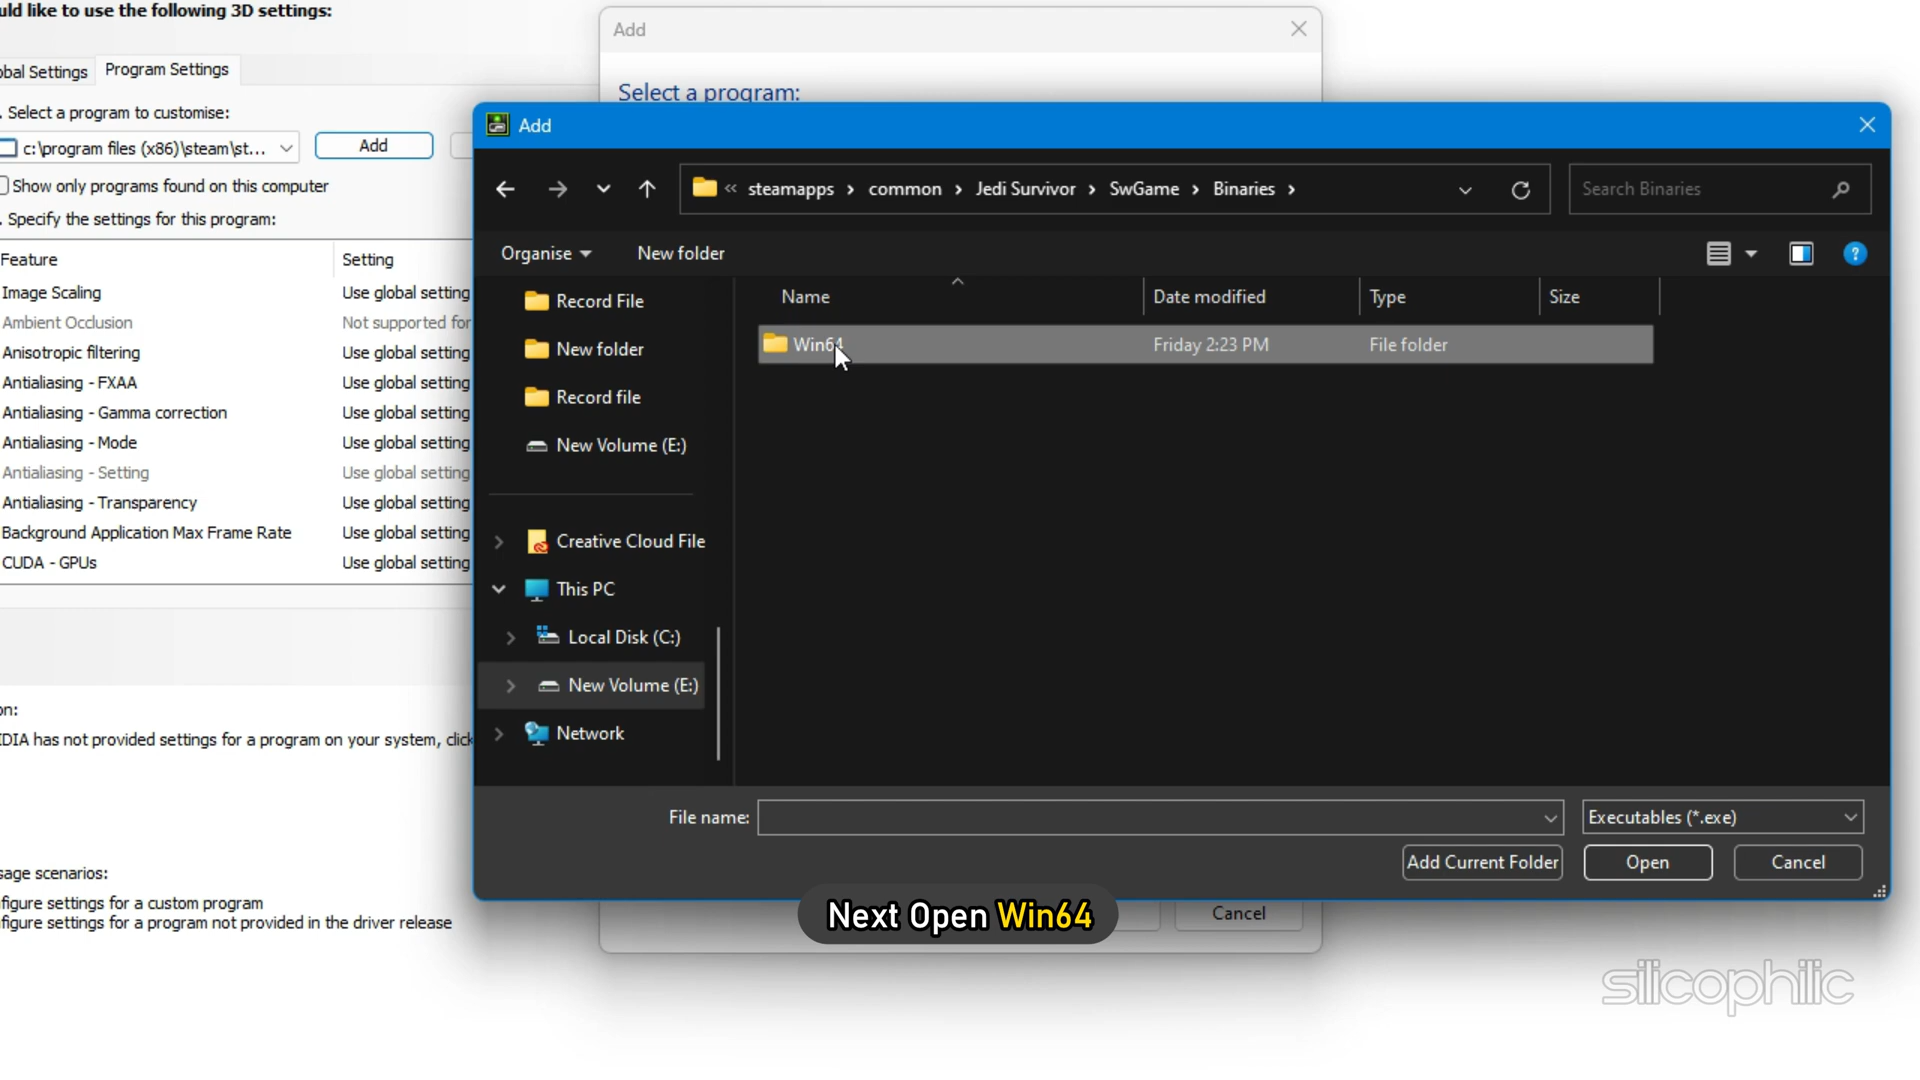 uld like to use the following 3D settings:
obal Settings
Program Settings
. Select a program to customise:
c:\program files (x86)\steam\st...
Add
Show only programs found on this computer
. Specify the settings for this program:
Feature Setting
Image Scaling Use global setting
Ambient Occlusion Not supported for
Anisotropic filtering Use global setting
Antialiasing - FXAA Use global setting
Antialiasing - Gamma correction Use global setting
Antialiasing - Mode Use global setting
Antialiasing - Setting Use global setting
Antialiasing - Transparency Use global setting
Background Application Max Frame Rate Use global setting
CUDA - GPUs Use global setting
on:
IDIA has not provided settings for a program on your system, click
sage scenarios:
nfigure settings for a custom program
nfigure settings for a program not provided in the driver release
Add
Select a program:
Add
« steamapps › common › Jedi Survivor › SwGame › Binaries ›
Search Binaries
Organise
New folder
Name Date modified Type Size
Win64 Friday 2:23 PM File folder
Record File
New folder
Record file
New Volume (E:)
Creative Cloud File
This PC
Local Disk (C:)
New Volume (E:)
Network
File name:
Executables (*.exe)
Add Current Folder
Open
Cancel
Cancel
Next Open Win64
silicophilic